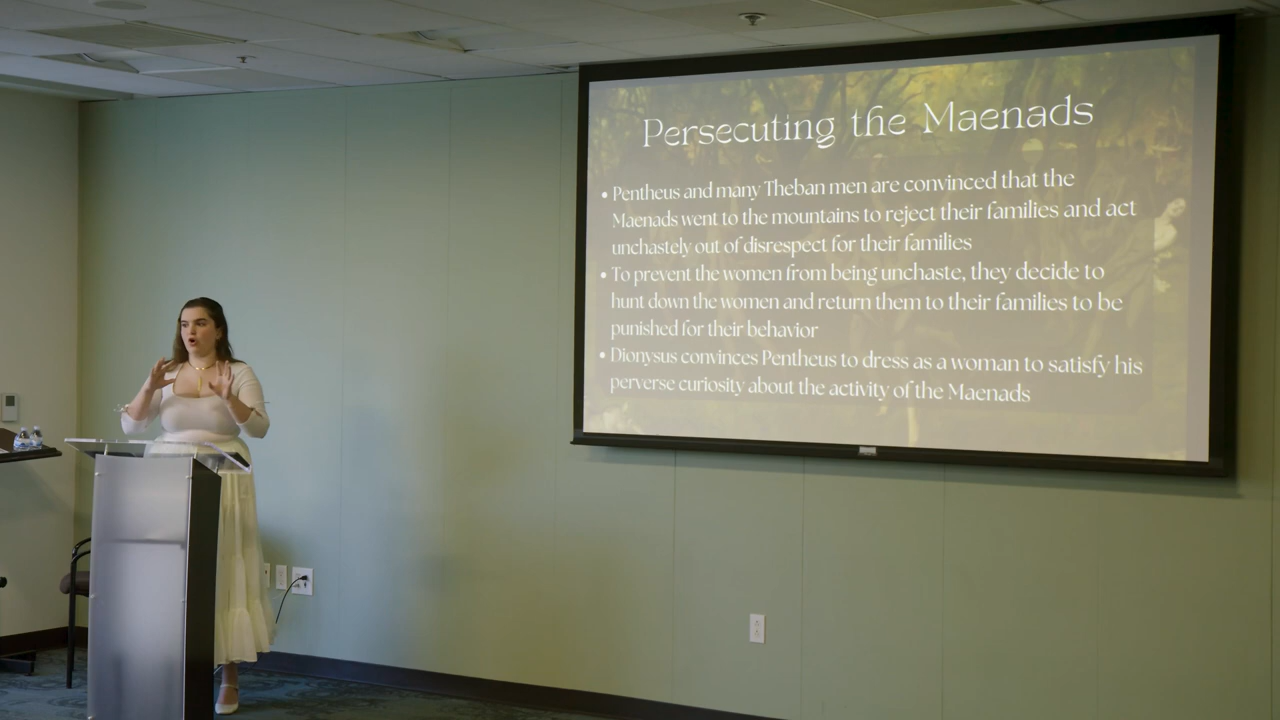 Persecuting the Maenads
• Pentheus and many Theban men are convinced that the
Maenads went to the mountains to reject their families and act
unchastely out of disrespect for their families
• To prevent the women from being unchaste, they decide to
hunt down the women and return them to their families to be
punished for their behavior
• Dionysus convinces Pentheus to dress as a woman to satisfy his
perverse curiosity about the activity of the Maenads